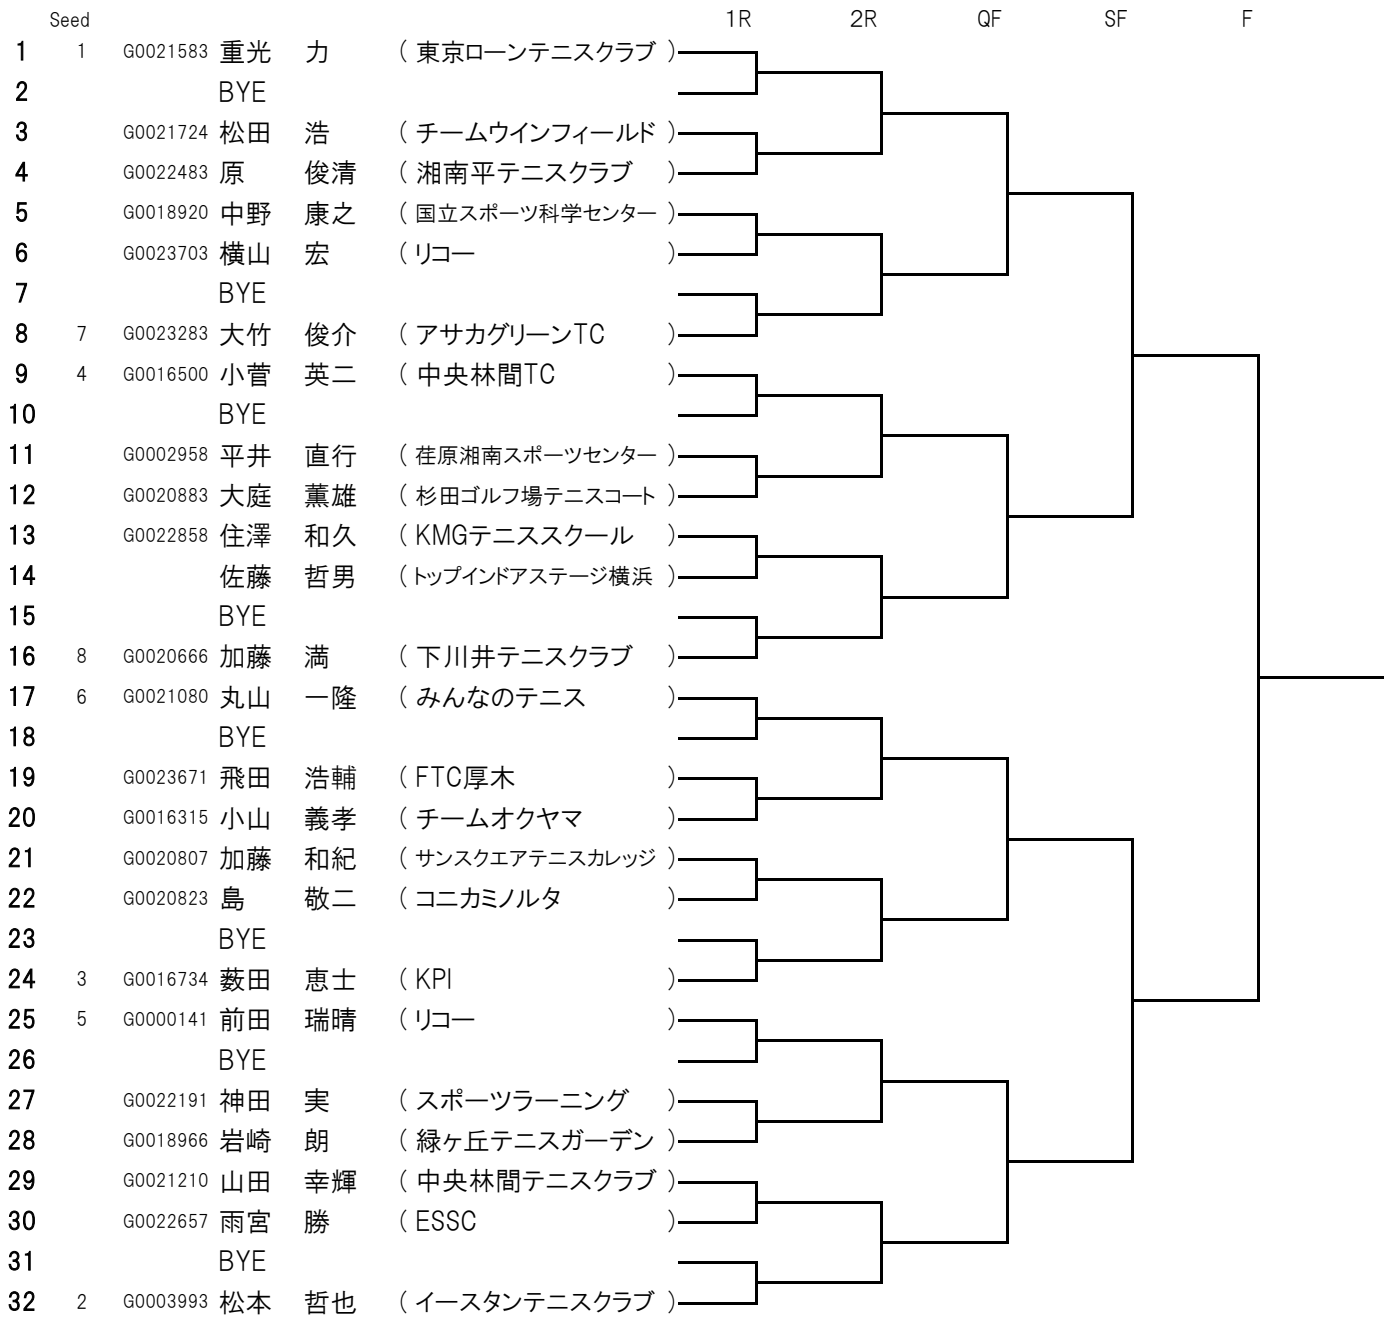 Seed 1R 2R QF SF F
1 1 G0021583 重光 力 ( 東京ローンテニスクラブ )
2 BYE
3 G0021724 松田 浩 ( チームウインフィールド )
4 G0022483 原 俊清 ( 湘南平テニスクラブ )
5 G0018920 中野 康之 ( 国立スポーツ科学センター )
6 G0023703 横山 宏 ( リコー )
7 BYE
8 7 G0023283 大竹 俊介 ( アサカグリーンTC )
9 4 G0016500 小菅 英二 ( 中央林間TC )
10 BYE
11 G0002958 平井 直行 ( 荏原湘南スポーツセンター )
12 G0020883 大庭 薫雄 ( 杉田ゴルフ場テニスコート )
13 G0022858 住澤 和久 ( KMGテニススクール )
14 佐藤 哲男 ( トップインドアステージ横浜 )
15 BYE
16 8 G0020666 加藤 満 ( 下川井テニスクラブ )
17 6 G0021080 丸山 一隆 ( みんなのテニス )
18 BYE
19 G0023671 飛田 浩輔 ( FTC厚木 )
20 G0016315 小山 義孝 ( チームオクヤマ )
21 G0020807 加藤 和紀 ( サンスクエアテニスカレッジ )
22 G0020823 島 敬二 ( コニカミノルタ )
23 BYE
24 3 G0016734 薮田 恵士 ( KPI )
25 5 G0000141 前田 瑞晴 ( リコー )
26 BYE
27 G0022191 神田 実 ( スポーツラーニング )
28 G0018966 岩崎 朗 ( 緑ヶ丘テニスガーデン )
29 G0021210 山田 幸輝 ( 中央林間テニスクラブ )
30 G0022657 雨宮 勝 ( ESSC )
31 BYE
32 2 G0003993 松本 哲也 ( イースタンテニスクラブ )